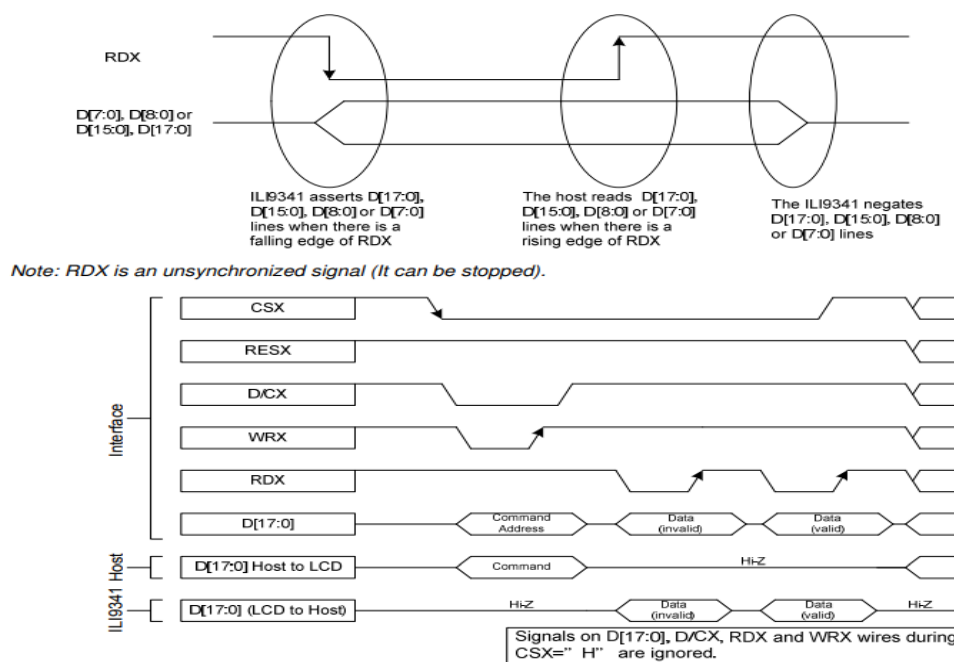 RDX
D[7:0], D[8:0] or
D[15:0], D[17:0]
ILI9341 asserts D[17:0],
D[15:0], D[8:0] or D[7:0]
lines when there is a
falling edge of RDX
The host reads D[17:0],
D[15:0], D[8:0] or D[7:0]
lines when there is a
rising edge of RDX
The ILI9341 negates
D[17:0], D[15:0], D[8:0]
or D[7:0] lines
Note: RDX is an unsynchronized signal (It can be stopped).
Interface
CSX
RESX
D/CX
WRX
RDX
D[17:0]
Command
Address
Data
(invalid)
Data
(valid)
Host
D[17:0] Host to LCD
Command
Hi-Z
ILI9341
D[17:0] (LCD to Host)
Hi-Z
Data
(invalid)
Data
(valid)
Hi-Z
Signals on D[17:0], D/CX, RDX and WRX wires during
CSX=" H" are ignored.